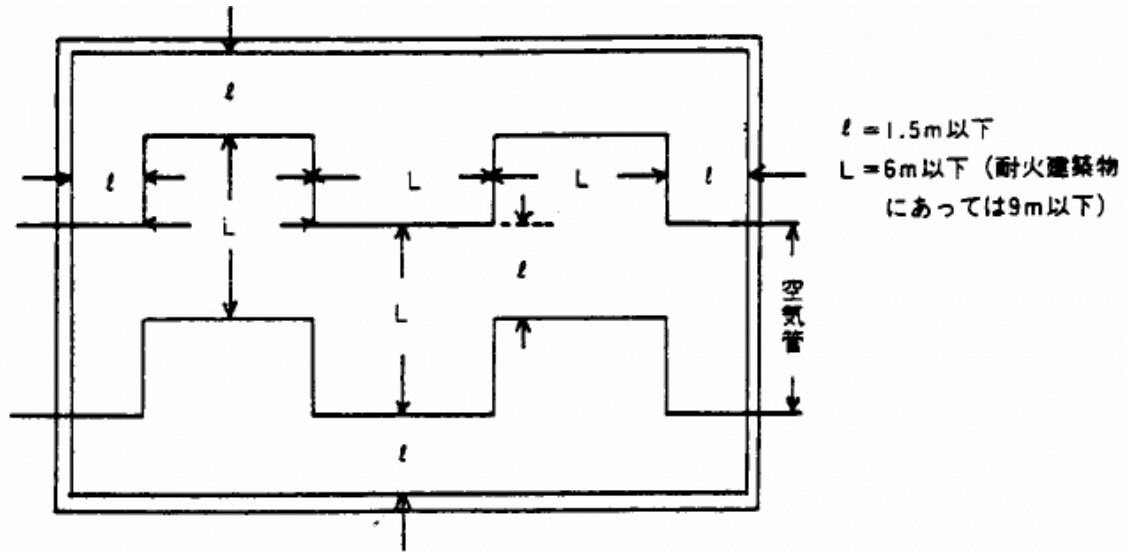 ℓ
ℓ = 1.5m以下
L = 6m以下（耐火建築物
にあっては9m以下）
ℓ L L ℓ
L
ℓ
L
空気管
ℓ